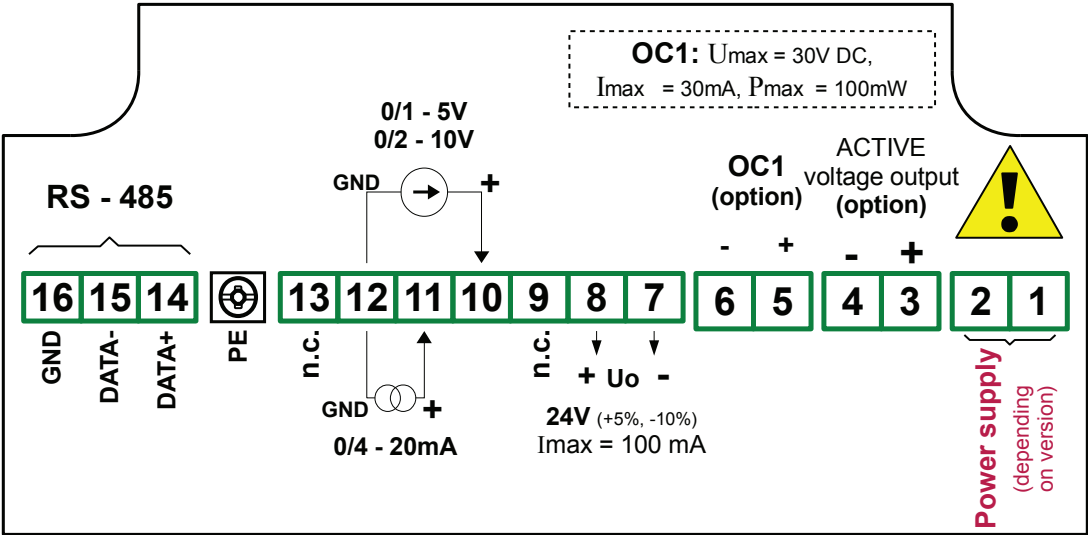 OC1: Umax = 30V DC,
Imax = 30mA, Pmax = 100mW
0/1 - 5V
0/2 - 10V
GND
+
RS - 485
OC1
(option)
ACTIVE
voltage output
(option)
- +
- +
16 15 14
PE
13 12 11 10 9 8 7
6 5
4 3
2 1
GND
DATA-
DATA+
n.c.
GND
+
0/4 - 20mA
n.c.
+ Uo -
24V (+5%, -10%)
Imax = 100 mA
Power supply
(depending
on version)